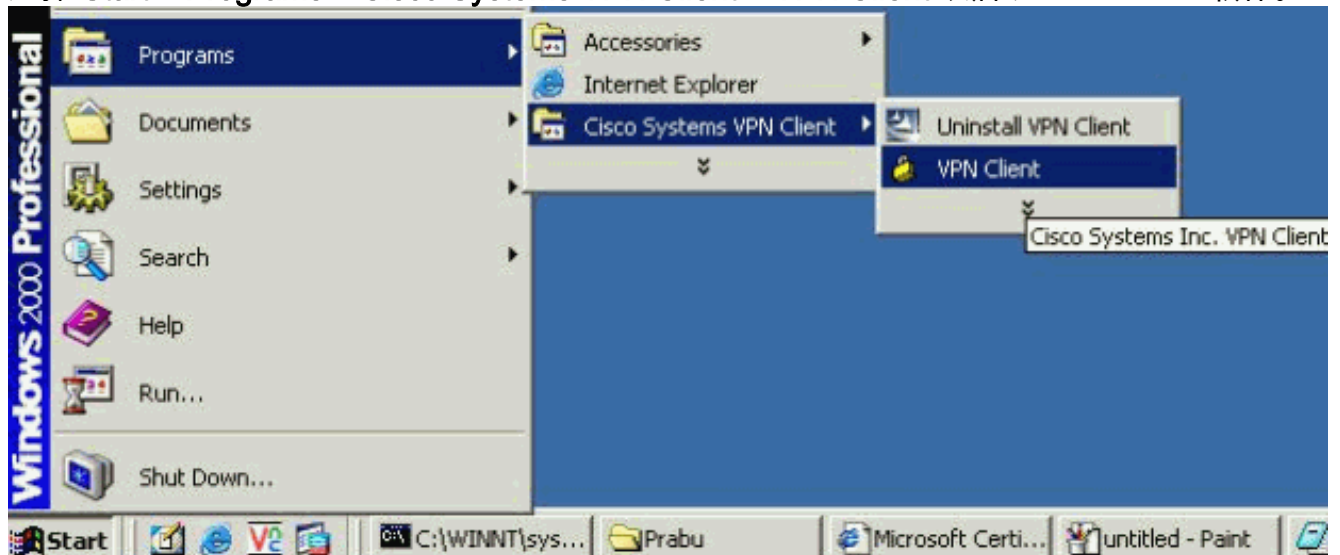 Programs
Documents
Settings
Search
Help
Run...
Shut Down...
Windows 2000 Professional
Accessories
Internet Explorer
Cisco Systems VPN Client
Uninstall VPN Client
VPN Client
Cisco Systems Inc. VPN Client
Start
C:\WINNT\sys...
Prabu
Microsoft Certi...
untitled - Paint